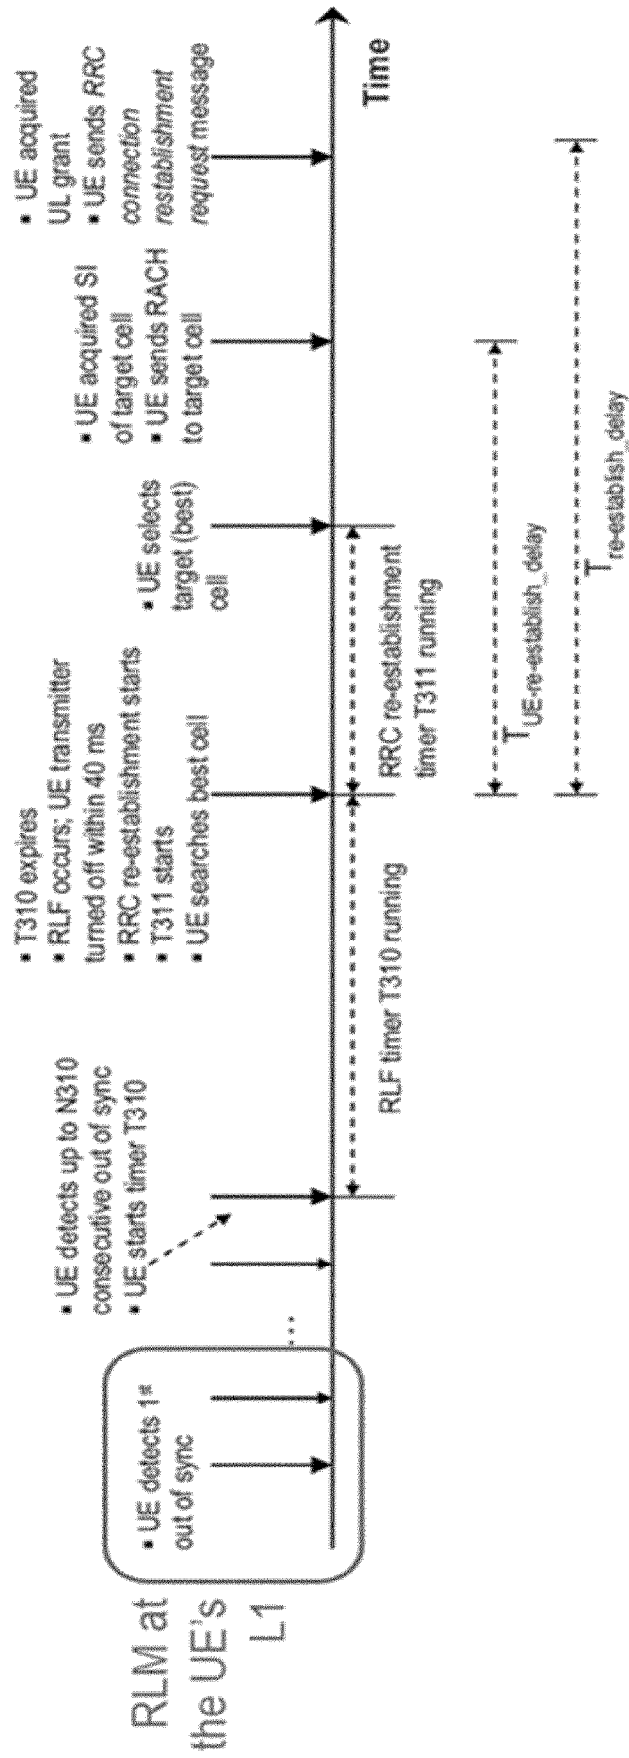 RLM at
the UE's
L1
▪ UE detects 1st
out of sync
...
▪ UE detects up to N310
consecutive out of sync
▪ UE starts timer T310
▪ T310 expires
▪ RLF occurs; UE transmitter
turned off within 40 ms
▪ RRC re-establishment starts
▪ T311 starts
▪ UE searches best cell
▪ UE selects
target (best)
cell
▪ UE acquired SI
of target cell
▪ UE sends RACH
to target cell
▪ UE acquired
UL grant
▪ UE sends RRC
connection
restablishment
request message
Time
RLF timer T310 running
RRC re-establishment
timer T311 running
TUE-re-establish_delay
Tre-establish_delay